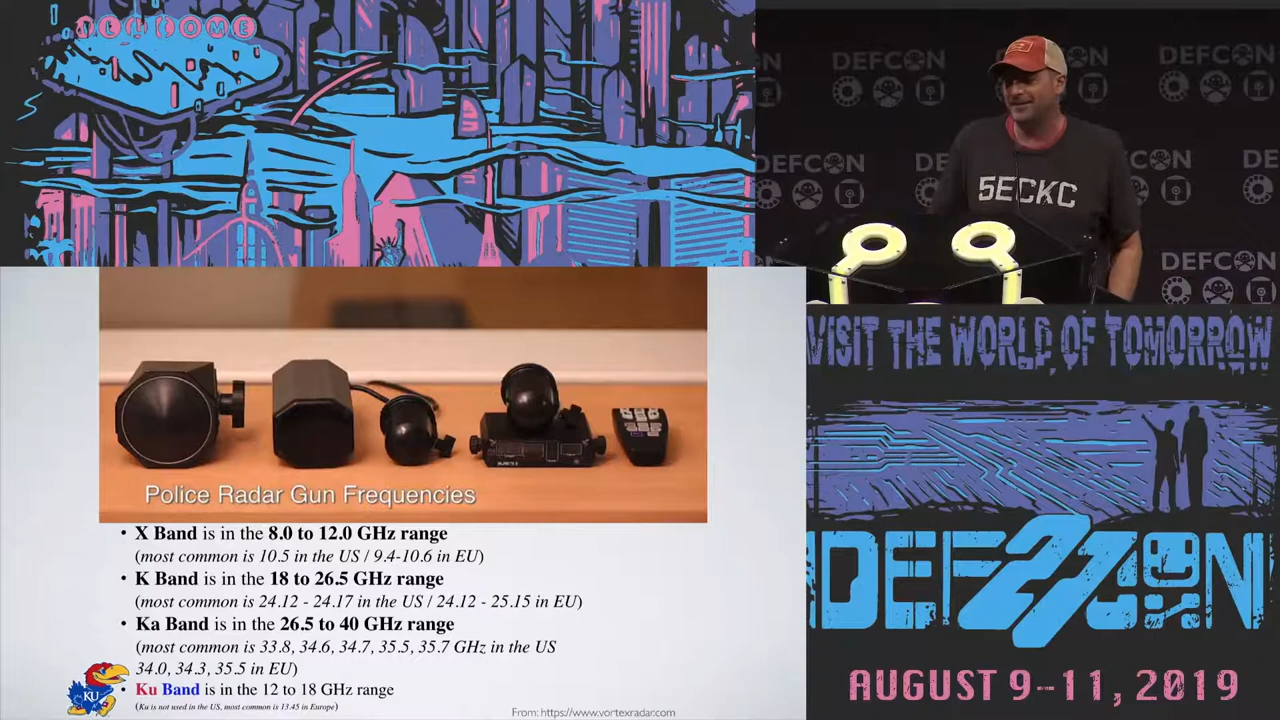 WELCOME
DEFCON
DEFCON
DE
CON
DE
5ECKC
DEFCON
VISIT THE WORLD OF TOMORROW
Police Radar Gun Frequencies
• X Band is in the 8.0 to 12.0 GHz range
(most common is 10.5 in the US / 9.4-10.6 in EU)
• K Band is in the 18 to 26.5 GHz range
(most common is 24.12 - 24.17 in the US / 24.12 - 25.15 in EU)
• Ka Band is in the 26.5 to 40 GHz range
(most common is 33.8, 34.6, 34.7, 35.5, 35.7 GHz in the US
34.0, 34.3, 35.5 in EU)
KU
• Ku Band is in the 12 to 18 GHz range
(Ku is not used in the US, most common is 13.45 in Europe)
From: https://www.vortexradar.com
DEFCON
27
AUGUST 9-11, 2019